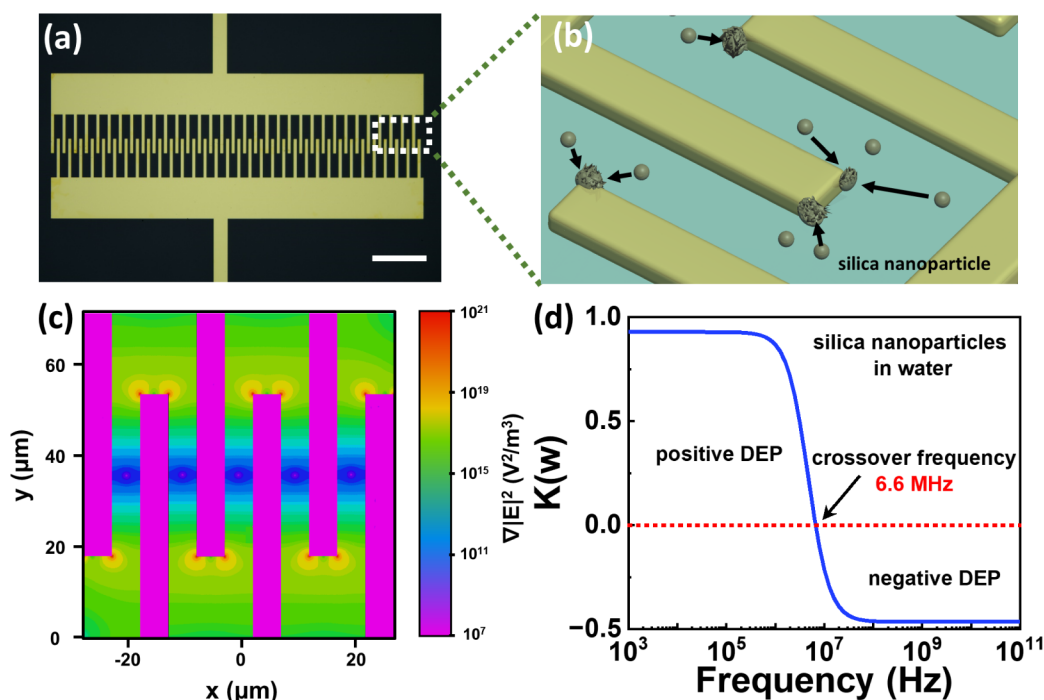 (a)
(b)
silica nanoparticle
(c)
y (μm)
60
40
20
0
-20
0
20
x (μm)
10²¹
10¹⁹
10¹⁵
10¹¹
10⁷
∇|E|² (V²/m³)
(d)
K(w)
1.0
0.5
0.0
−0.5
silica nanoparticles
in water
positive DEP
crossover frequency
6.6 MHz
negative DEP
10³
10⁵
10⁷
10⁹
10¹¹
Frequency (Hz)